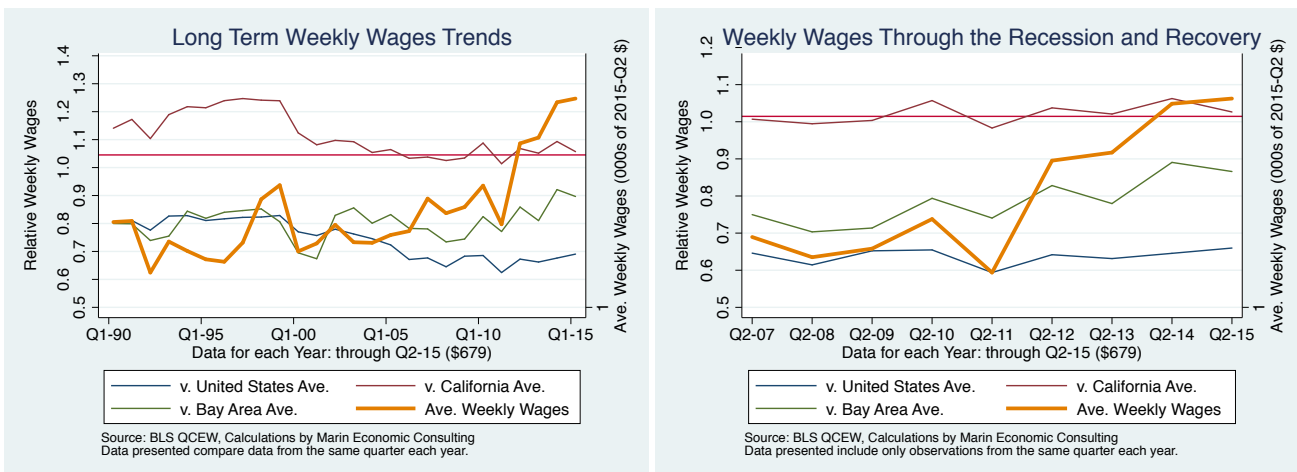 Long Term Weekly Wages Trends
Relative Weekly Wages
0.5 0.6 0.7 0.8 0.9 1.0 1.1 1.2 1.3 1.4
1
Ave. Weekly Wages (000s of 2015-Q2 $)
Q1-90 Q1-95 Q1-00 Q1-05 Q1-10 Q1-15
Data for each Year: through Q2-15 ($679)
v. United States Ave. v. California Ave.
v. Bay Area Ave. Ave. Weekly Wages
Source: BLS QCEW, Calculations by Marin Economic Consulting
Data presented compare data from the same quarter each year.
Weekly Wages Through the Recession and Recovery
Relative Weekly Wages
0.5 0.6 0.7 0.8 0.9 1.0 1.1 1.2
1
Ave. Weekly Wages (000s of 2015-Q2 $)
Q2-07 Q2-08 Q2-09 Q2-10 Q2-11 Q2-12 Q2-13 Q2-14 Q2-15
Data for each Year: through Q2-15 ($679)
v. United States Ave. v. California Ave.
v. Bay Area Ave. Ave. Weekly Wages
Source: BLS QCEW, Calculations by Marin Economic Consulting
Data presented include only observations from the same quarter each year.